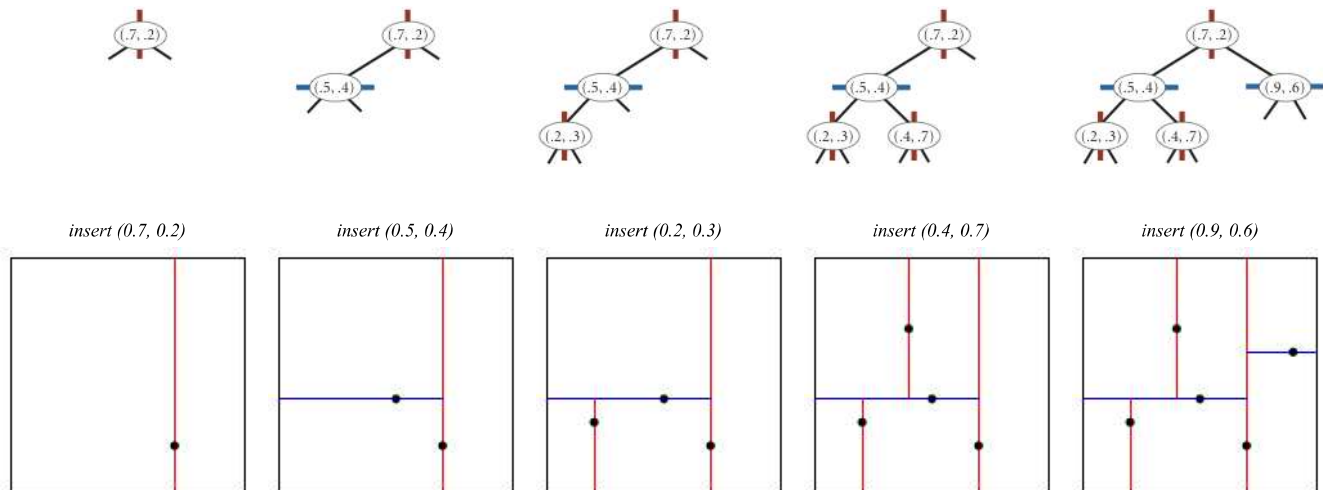 (.7, .2)
(.7, .2)
(.5, .4)
(.7, .2)
(.5, .4)
(.2, .3)
(.7, .2)
(.5, .4)
(.2, .3) (.4, .7)
(.7, .2)
(.5, .4) (.9, .6)
(.2, .3) (.4, .7)
insert (0.7, 0.2)
insert (0.5, 0.4)
insert (0.2, 0.3)
insert (0.4, 0.7)
insert (0.9, 0.6)